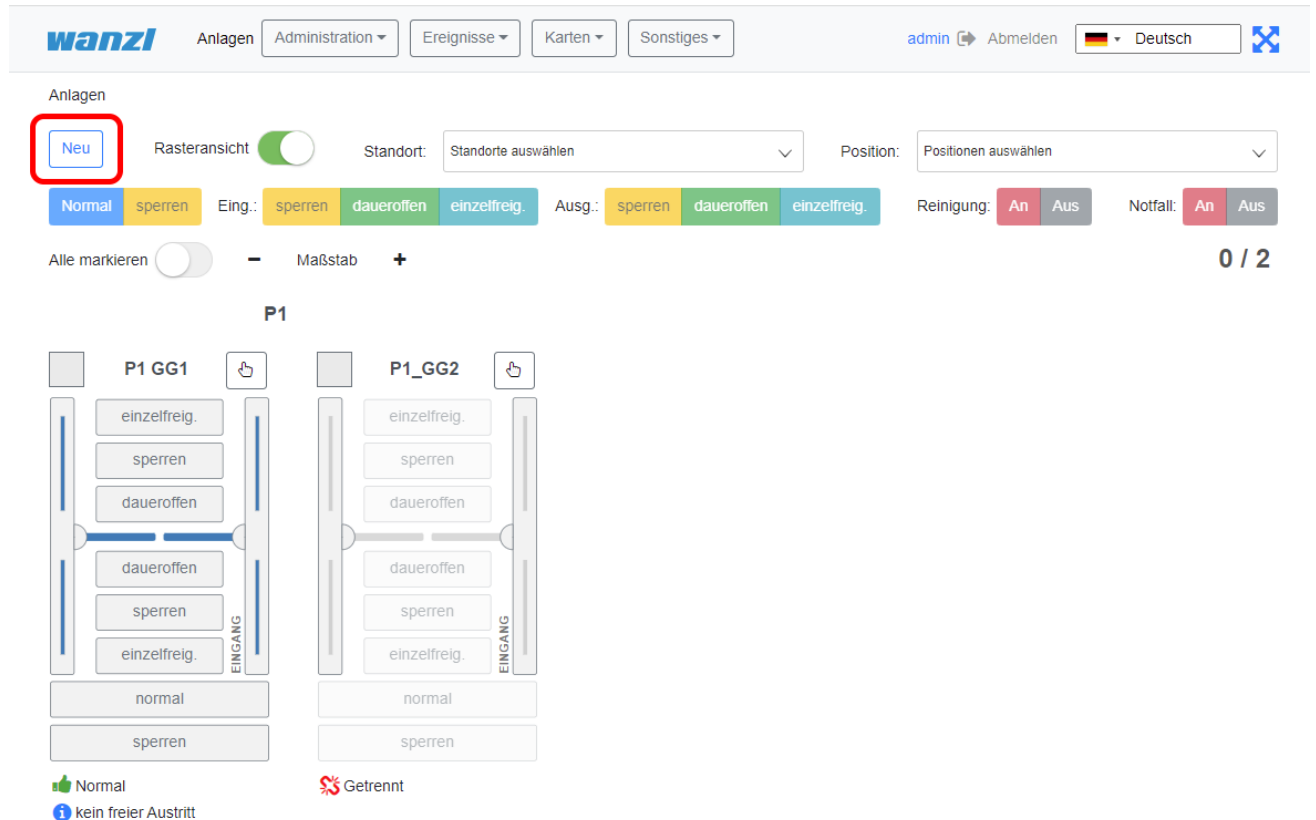 wanzl Anlagen Administration Ereignisse Karten Sonstiges admin Abmelden Deutsch
Anlagen
Neu Rasteransicht Standort: Standorte auswählen Position: Positionen auswählen
Normal sperren Eing.: sperren daueroffen einzelfreig. Ausg.: sperren daueroffen einzelfreig. Reinigung: An Aus Notfall: An Aus
Alle markieren − Maßstab + 0 / 2
P1
P1 GG1 P1_GG2
einzelfreig. einzelfreig.
sperren sperren
daueroffen daueroffen
daueroffen daueroffen
sperren sperren
einzelfreig. EINGANG einzelfreig. EINGANG
normal normal
sperren sperren
Normal Getrennt
kein freier Austritt